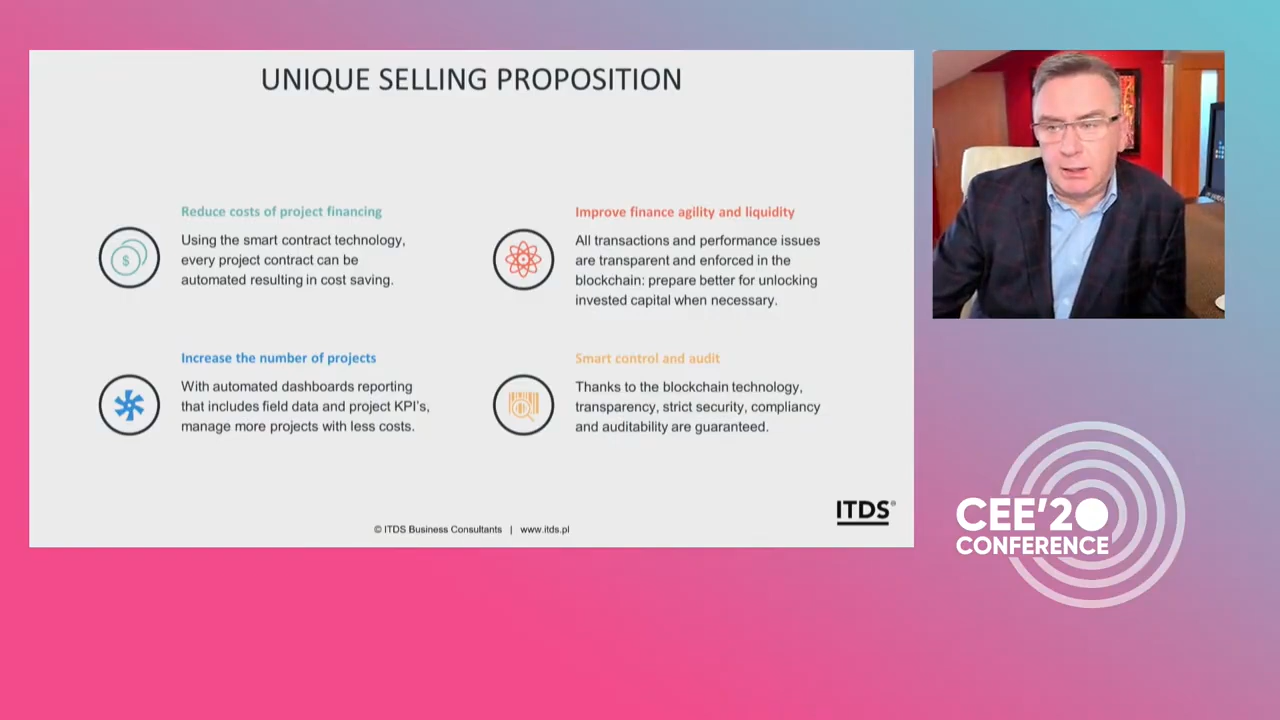 UNIQUE SELLING PROPOSITION
Reduce costs of project financing
Using the smart contract technology,
every project contract can be
automated resulting in cost saving.
Improve finance agility and liquidity
All transactions and performance issues
are transparent and enforced in the
blockchain: prepare better for unlocking
invested capital when necessary.
Increase the number of projects
With automated dashboards reporting
that includes field data and project KPI's,
manage more projects with less costs.
Smart control and audit
Thanks to the blockchain technology,
transparency, strict security, compliancy
and auditability are guaranteed.
$
ITDS®
© ITDS Business Consultants | www.itds.pl
CEE'20
CONFERENCE